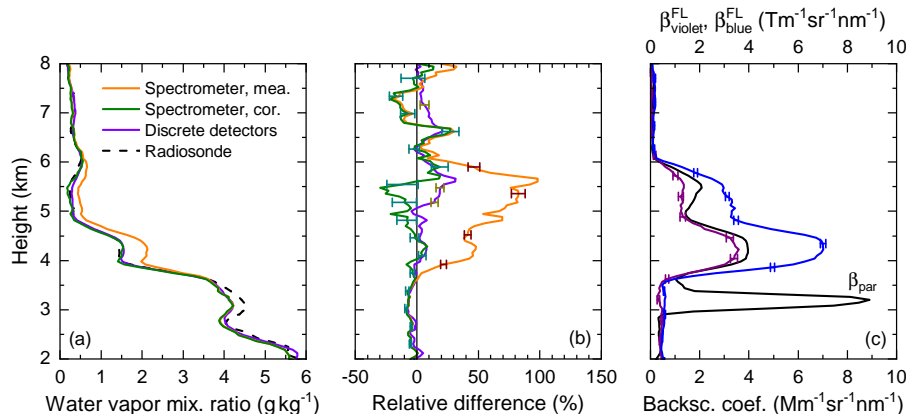 β^FL_violet, β^FL_blue (Tm⁻¹sr⁻¹nm⁻¹)
0 2 4 6 8 10
8
7
6
5
4
3
2
Height (km)
Spectrometer, mea.
Spectrometer, cor.
Discrete detectors
Radiosonde
β_par
(a)
(b)
(c)
0 1 2 3 4 5 6
-50 0 50 100 150
0 2 4 6 8 10
Water vapor mix. ratio (g kg⁻¹)
Relative difference (%)
Backsc. coef. (Mm⁻¹sr⁻¹nm⁻¹)